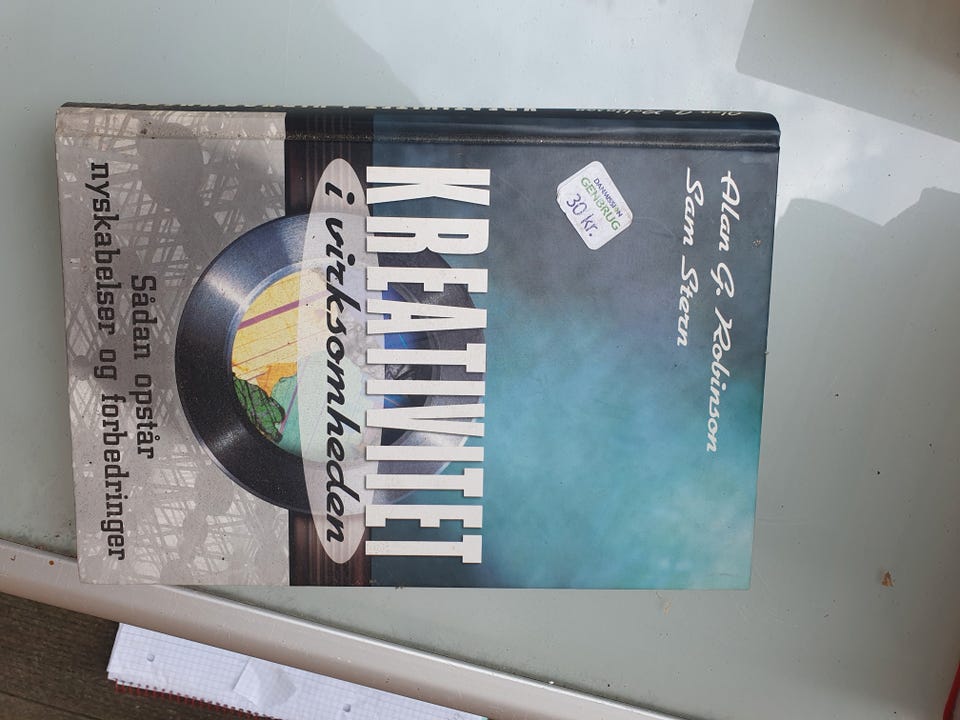 Alan G. Robinson
Sam Stern
DANMISSION
GENBRUG
30 kr.
KREATIVITET
i virksomheden
Sådan opstår
nyskabelser og forbedringer